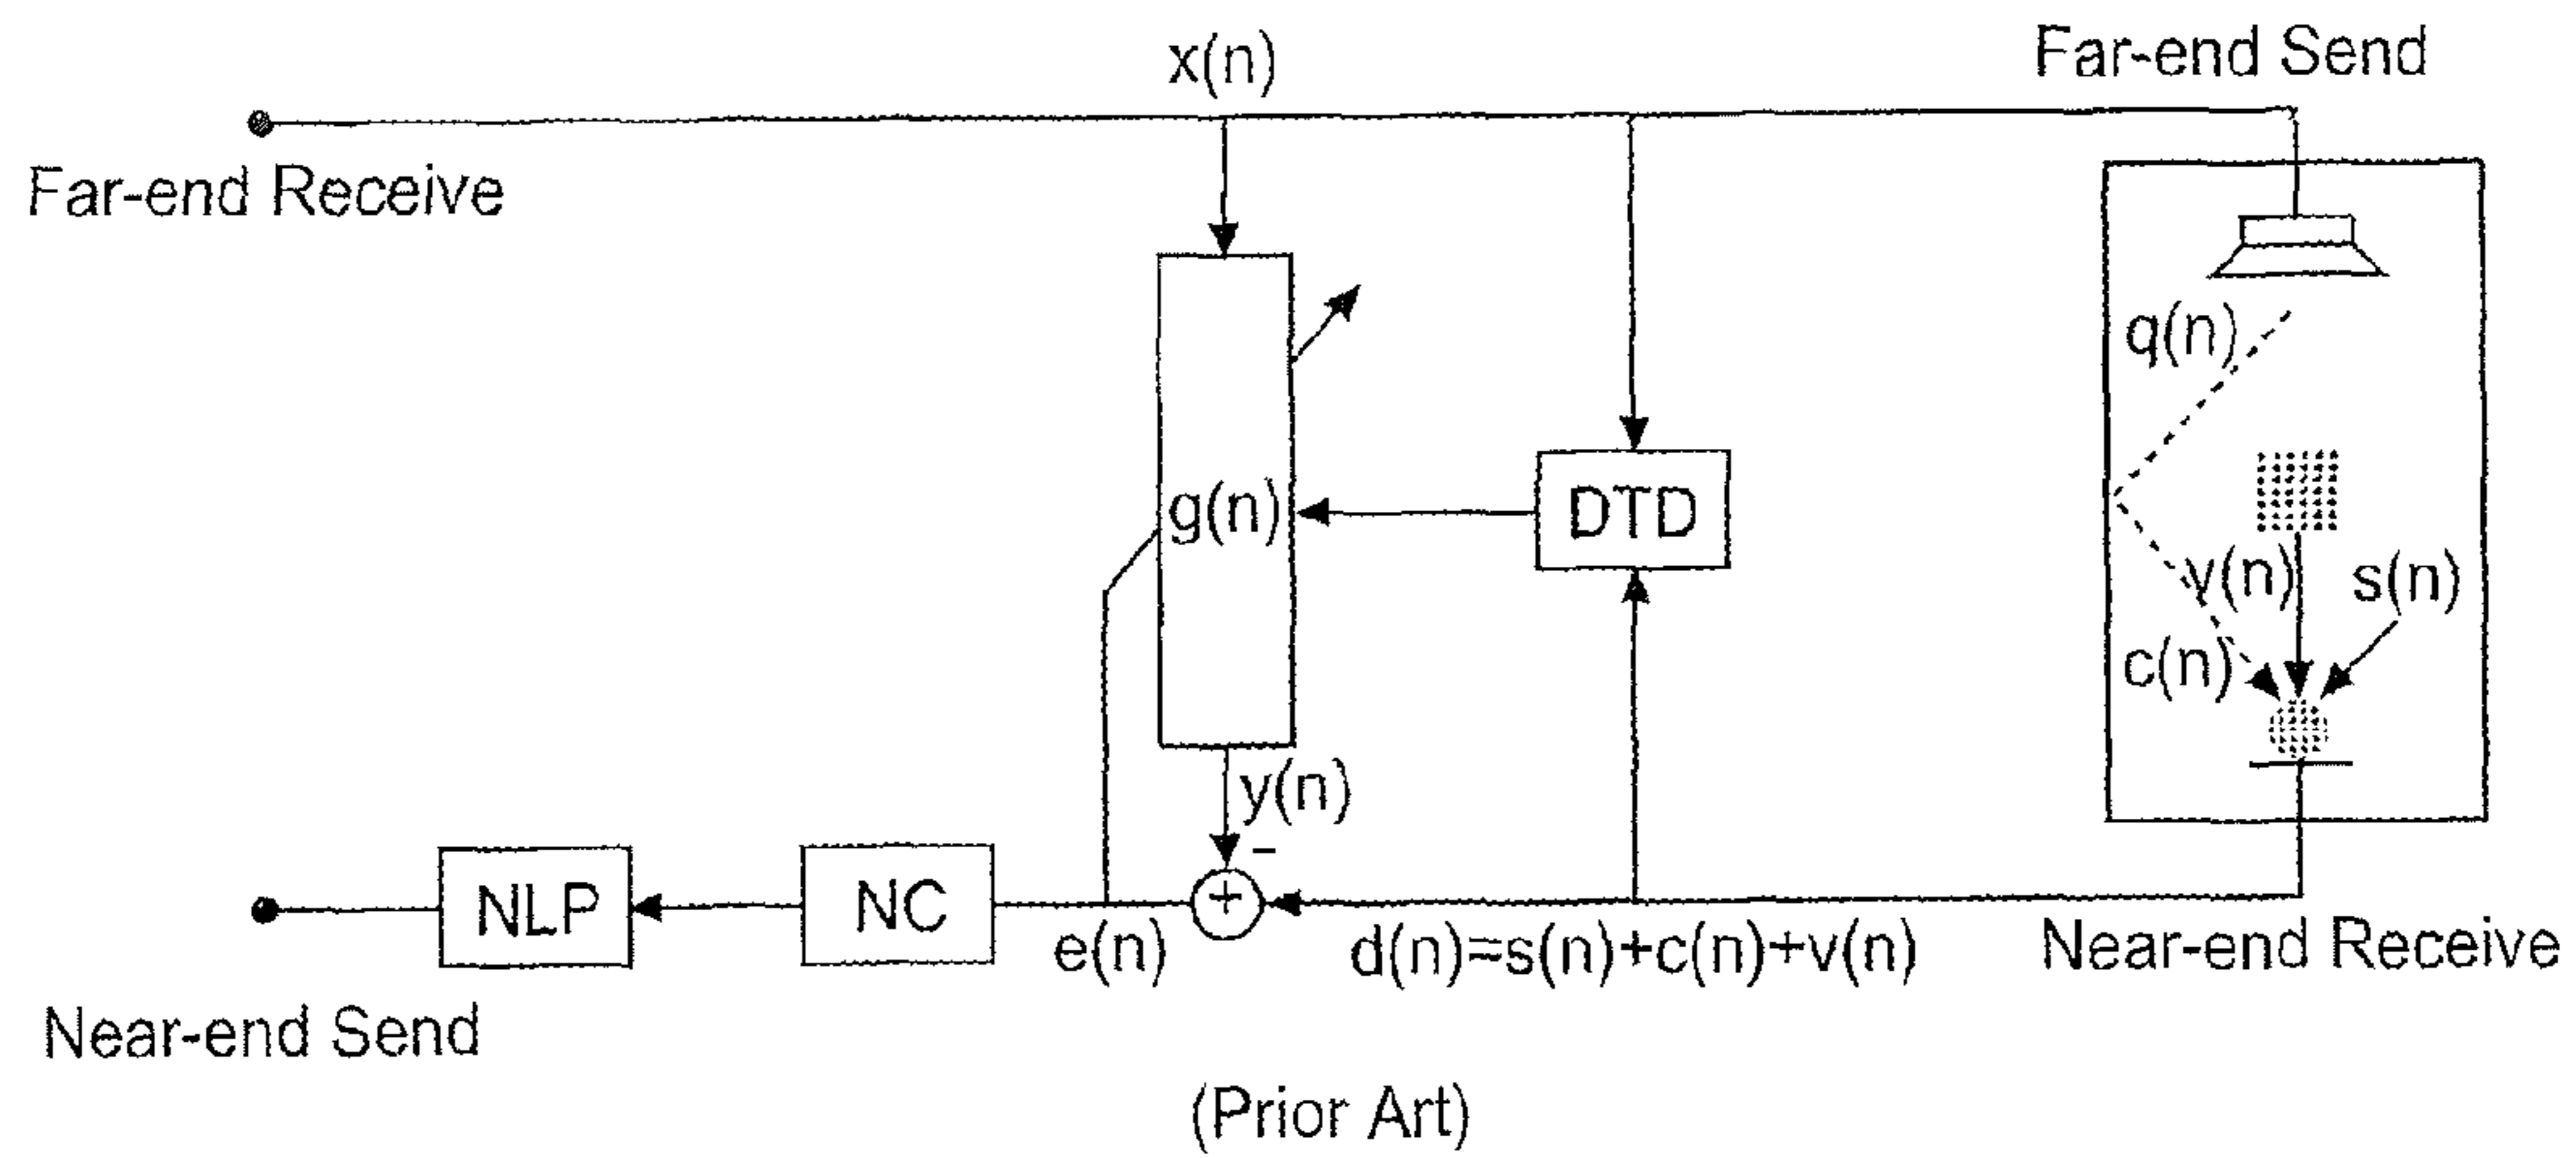 x(n)
Far-end Send
Far-end Receive
q(n)
g(n)
DTD
v(n)
s(n)
c(n)
y(n)
-
NLP
NC
+
e(n)
d(n)=s(n)+c(n)+v(n)
Near-end Receive
Near-end Send
(Prior Art)